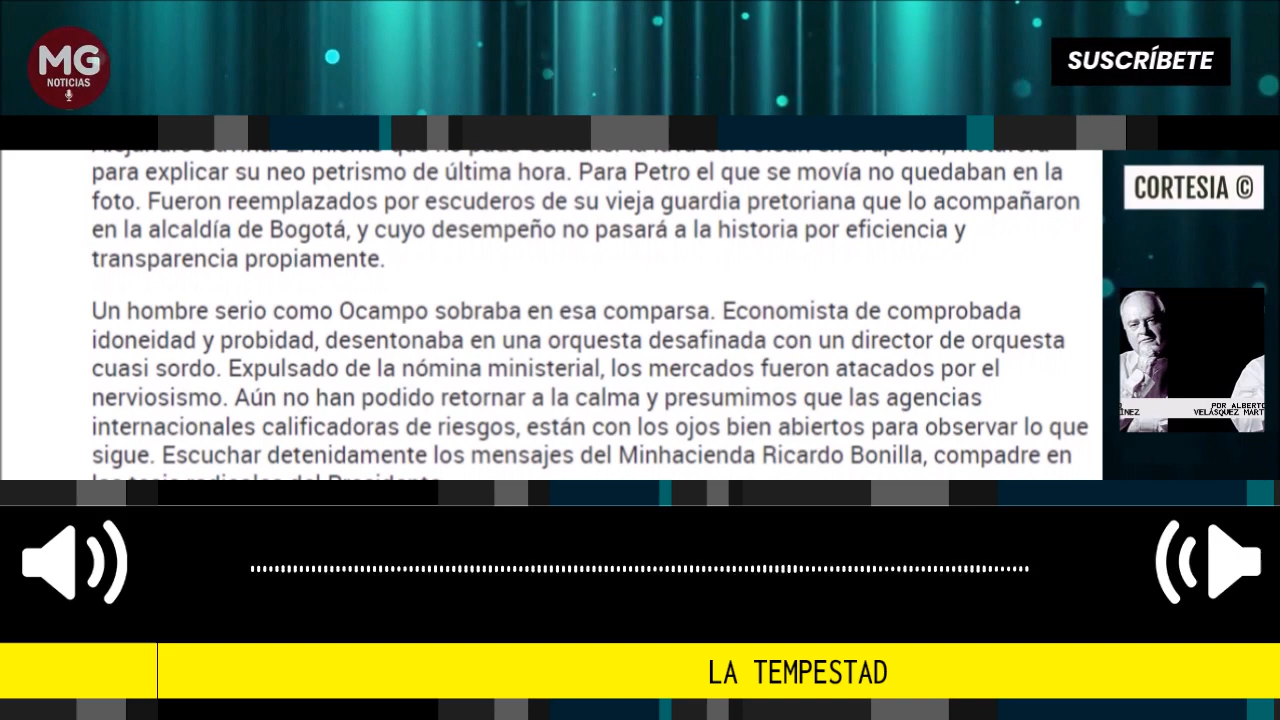 MG
NOTICIAS
SUSCRÍBETE
para explicar su neo petrismo de última hora. Para Petro el que se movía no quedaban en la
foto. Fueron reemplazados por escuderos de su vieja guardia pretoriana que lo acompañaron
en la alcaldía de Bogotá, y cuyo desempeño no pasará a la historia por eficiencia y
transparencia propiamente.
Un hombre serio como Ocampo sobraba en esa comparsa. Economista de comprobada
idoneidad y probidad, desentonaba en una orquesta desafinada con un director de orquesta
cuasi sordo. Expulsado de la nómina ministerial, los mercados fueron atacados por el
nerviosismo. Aún no han podido retornar a la calma y presumimos que las agencias
internacionales calificadoras de riesgos, están con los ojos bien abiertos para observar lo que
sigue. Escuchar detenidamente los mensajes del Minhacienda Ricardo Bonilla, compadre en
CORTESIA ©
POR ALBERTO
INEZ VELÁSQUEZ MART
LA TEMPESTAD